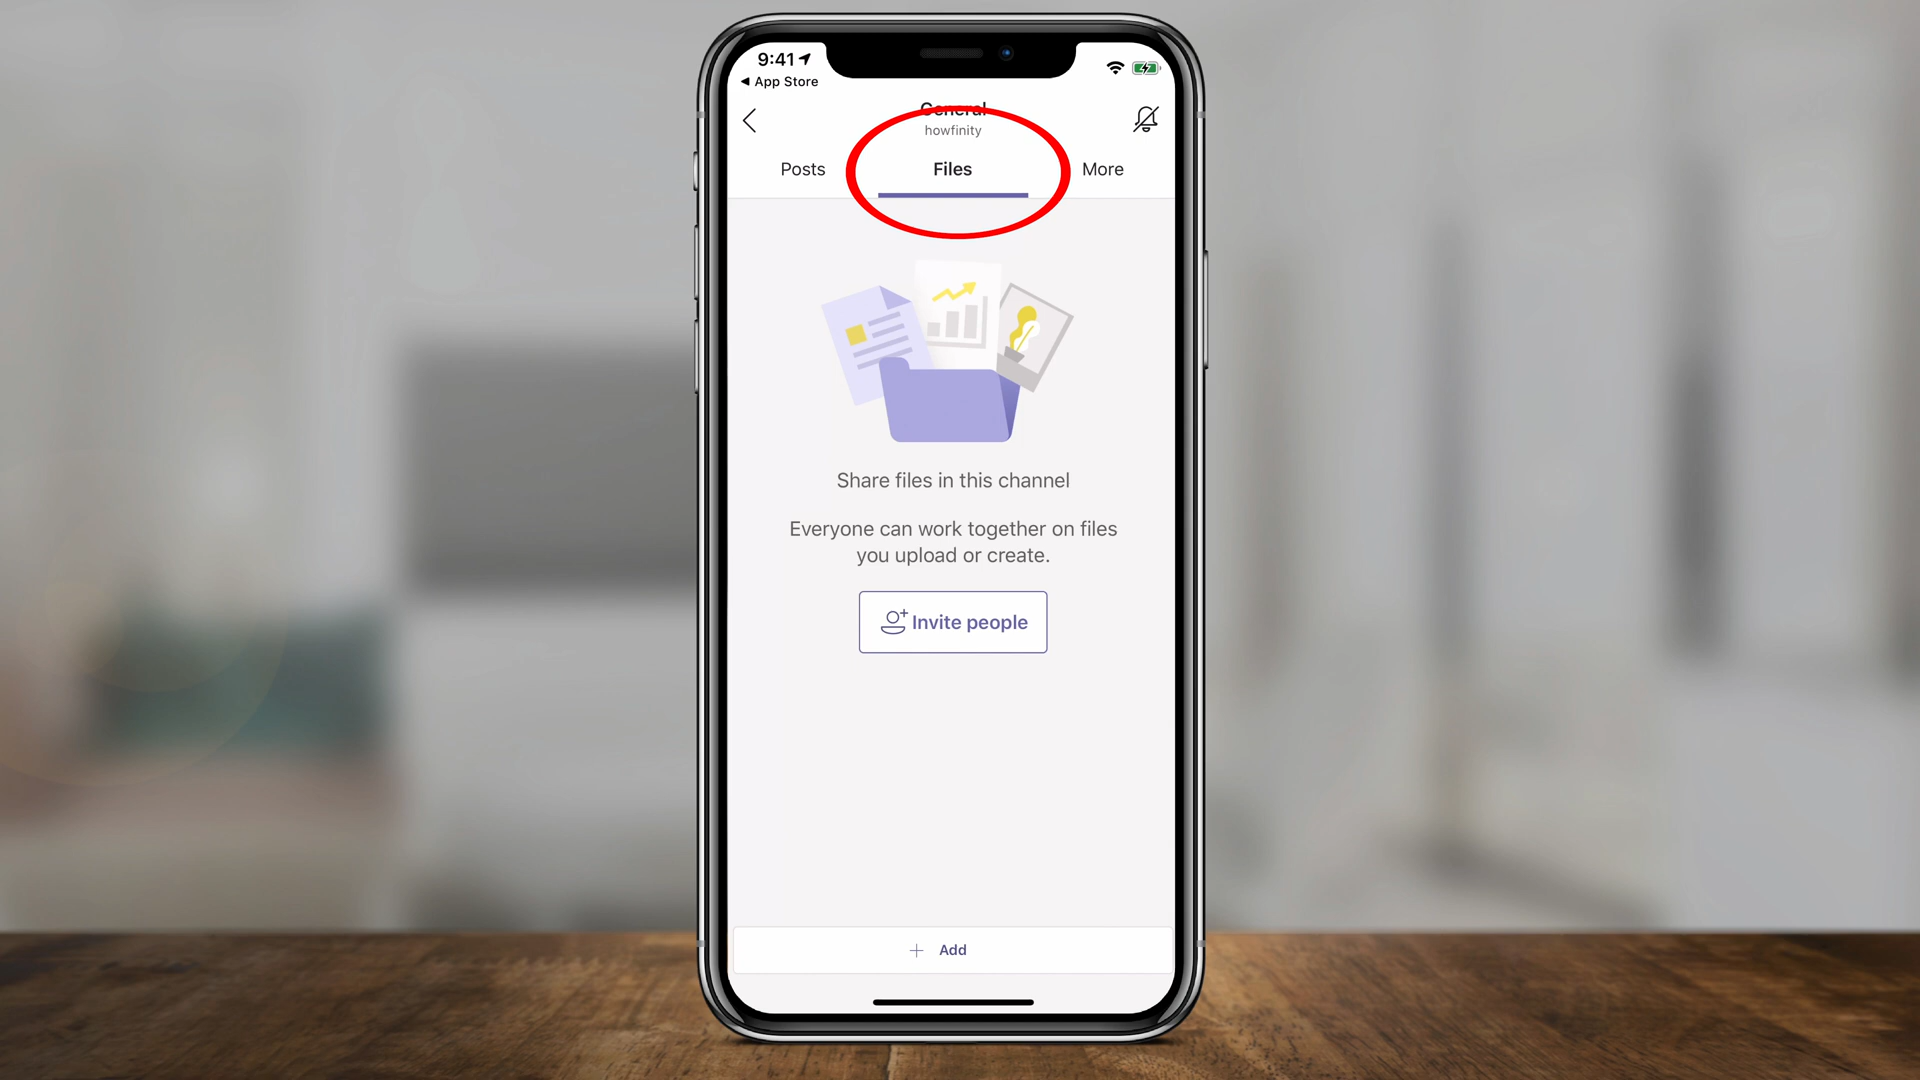 9:41
App Store
General
howfinity
Posts
Files
More
Share files in this channel
Everyone can work together on files
you upload or create.
Invite people
Add